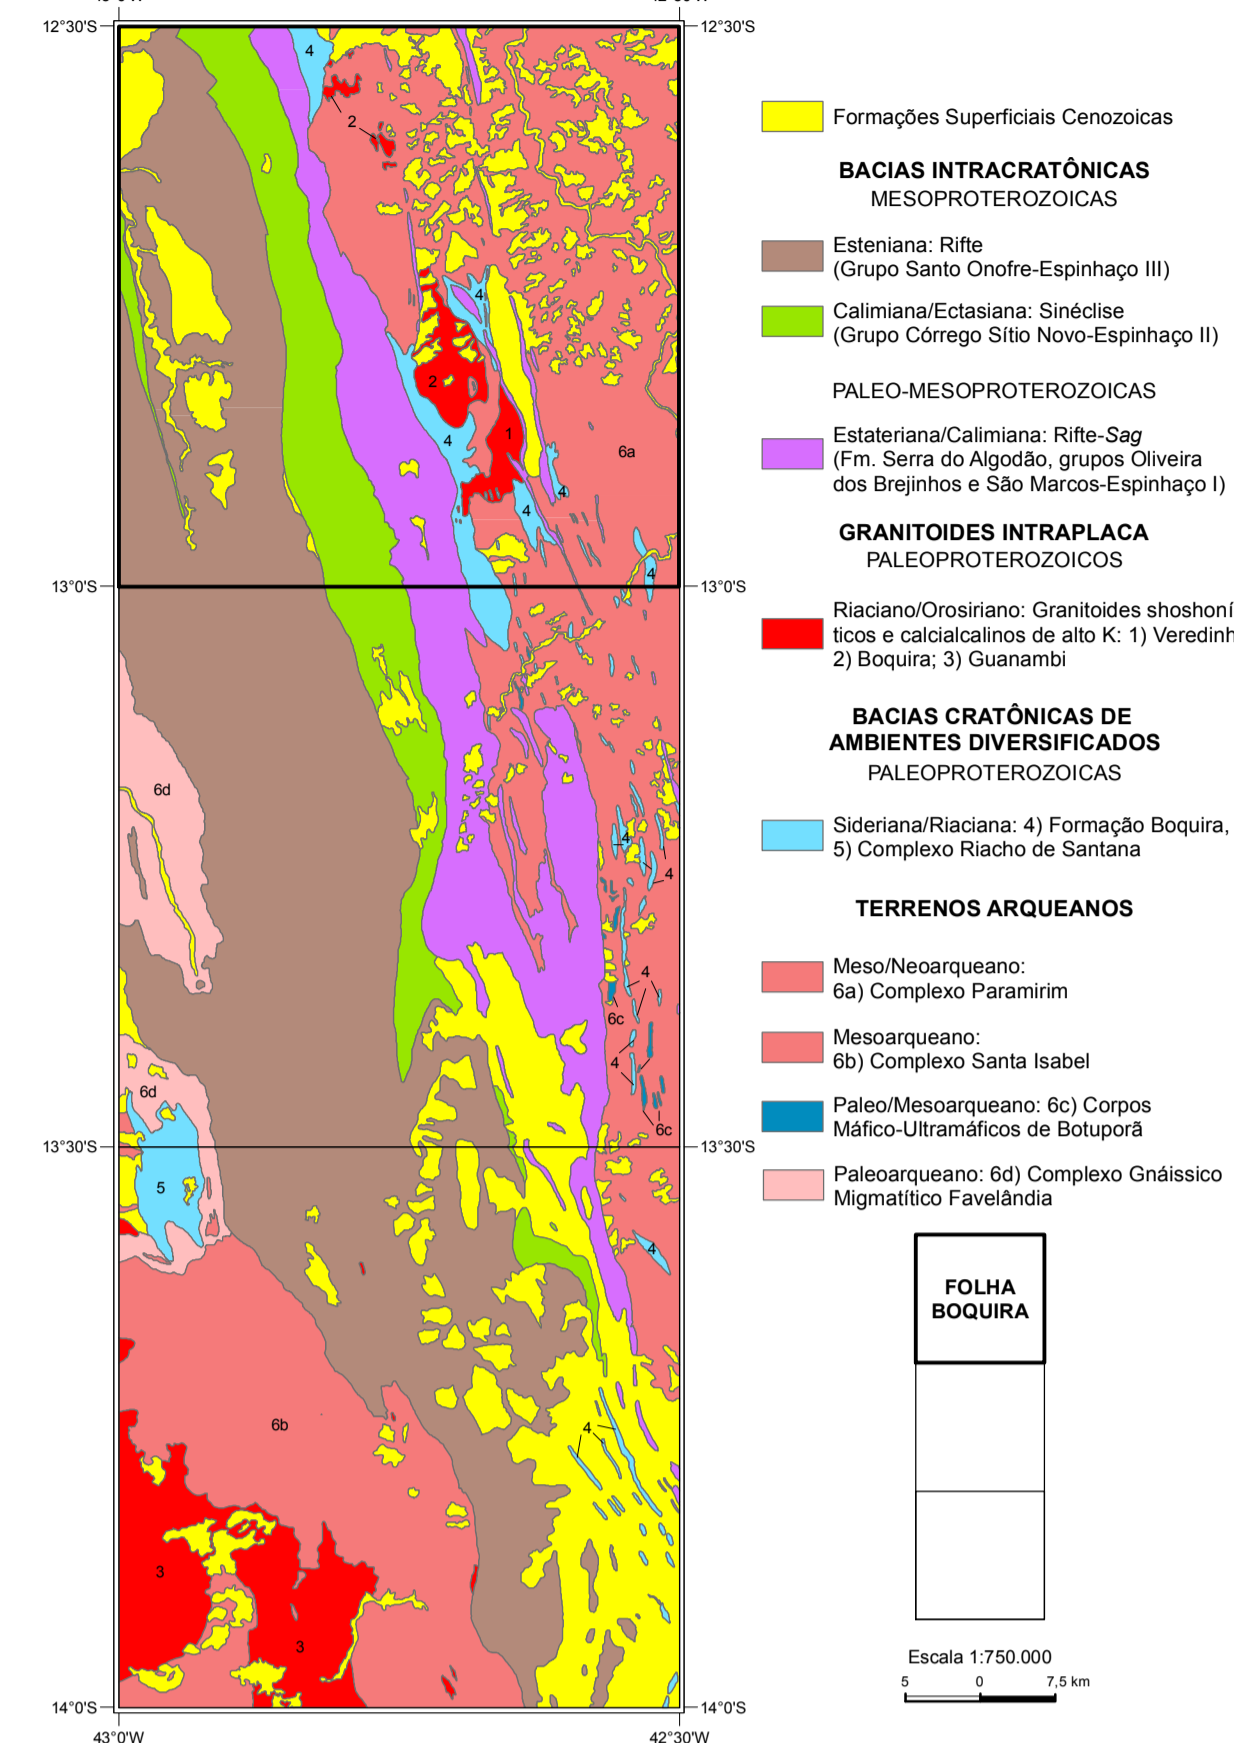 12°30'S
12°30'S
4
2
4
2
4
1
6a
4
4
4
13°0'S
13°0'S
6d
4
4
4
6c
4
6d
6c
13°30'S
13°30'S
5
4
6b
4
3
3
14°0'S
14°0'S
43°0'W
42°30'W
Formações Superficiais Cenozoicas
BACIAS INTRACRATÔNICAS
MESOPROTEROZOICAS
Esteniana: Rifte
(Grupo Santo Onofre-Espinhaço III)
Calimiana/Ectasiana: Sinéclise
(Grupo Córrego Sítio Novo-Espinhaço II)
PALEO-MESOPROTEROZOICAS
Estateriana/Calimiana: Rifte-Sag
(Fm. Serra do Algodão, grupos Oliveira
dos Brejinhos e São Marcos-Espinhaço I)
GRANITOIDES INTRAPLACA
PALEOPROTEROZOICOS
Riaciano/Orosiriano: Granitoides shoshoní
ticos e calcialcalinos de alto K: 1) Veredinh
2) Boquira; 3) Guanambi
BACIAS CRATÔNICAS DE
AMBIENTES DIVERSIFICADOS
PALEOPROTEROZOICAS
Sideriana/Riaciana: 4) Formação Boquira,
5) Complexo Riacho de Santana
TERRENOS ARQUEANOS
Meso/Neoarqueano:
6a) Complexo Paramirim
Mesoarqueano:
6b) Complexo Santa Isabel
Paleo/Mesoarqueano: 6c) Corpos
Máfico-Ultramáficos de Botuporã
Paleoarqueano: 6d) Complexo Gnáissico
Migmatítico Favelândia
FOLHA
BOQUIRA
Escala 1:750.000
5 0 7,5 km